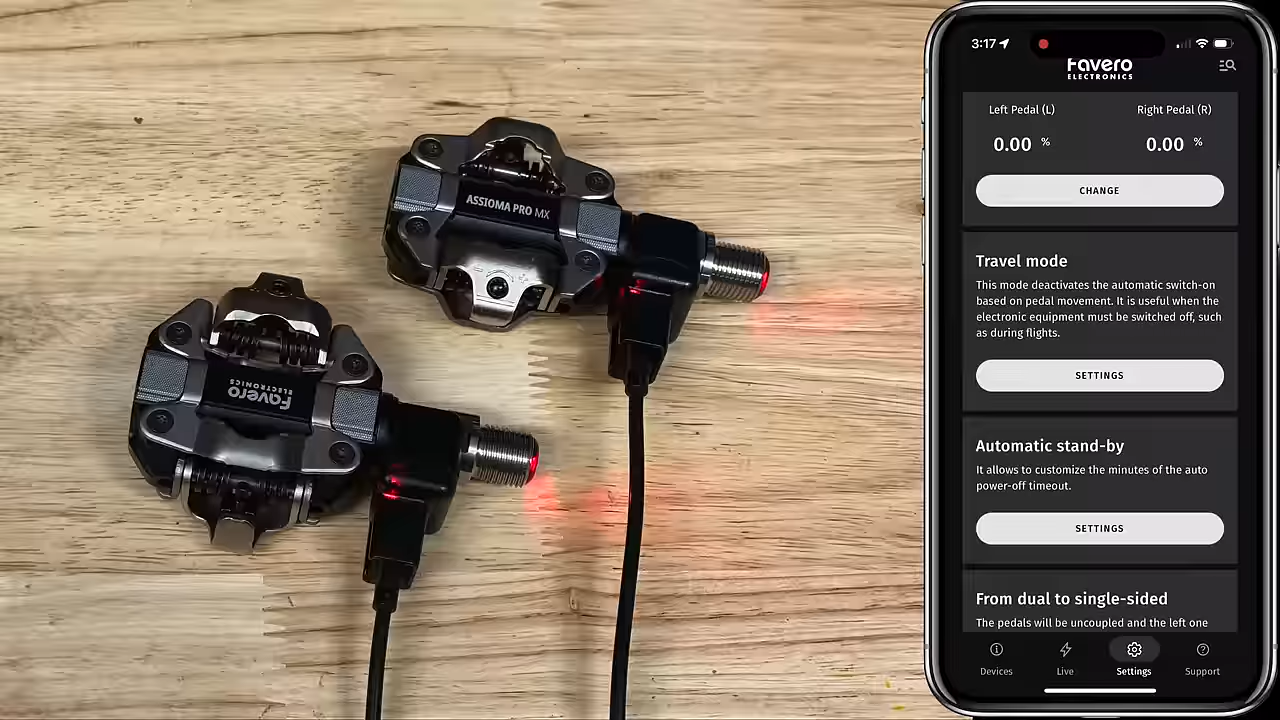 ASSIOMA PRO MX
Favero
ELECTRONICS
3:17
Favero
ELECTRONICS
Left Pedal (L)
Right Pedal (R)
0.00 %
0.00 %
CHANGE
Travel mode
This mode deactivates the automatic switch-on
based on pedal movement. It is useful when the
electronic equipment must be switched off, such
as during flights.
SETTINGS
Automatic stand-by
It allows to customize the minutes of the auto
power-off timeout.
SETTINGS
From dual to single-sided
The pedals will be uncoupled and the left one
Devices
Live
Settings
Support